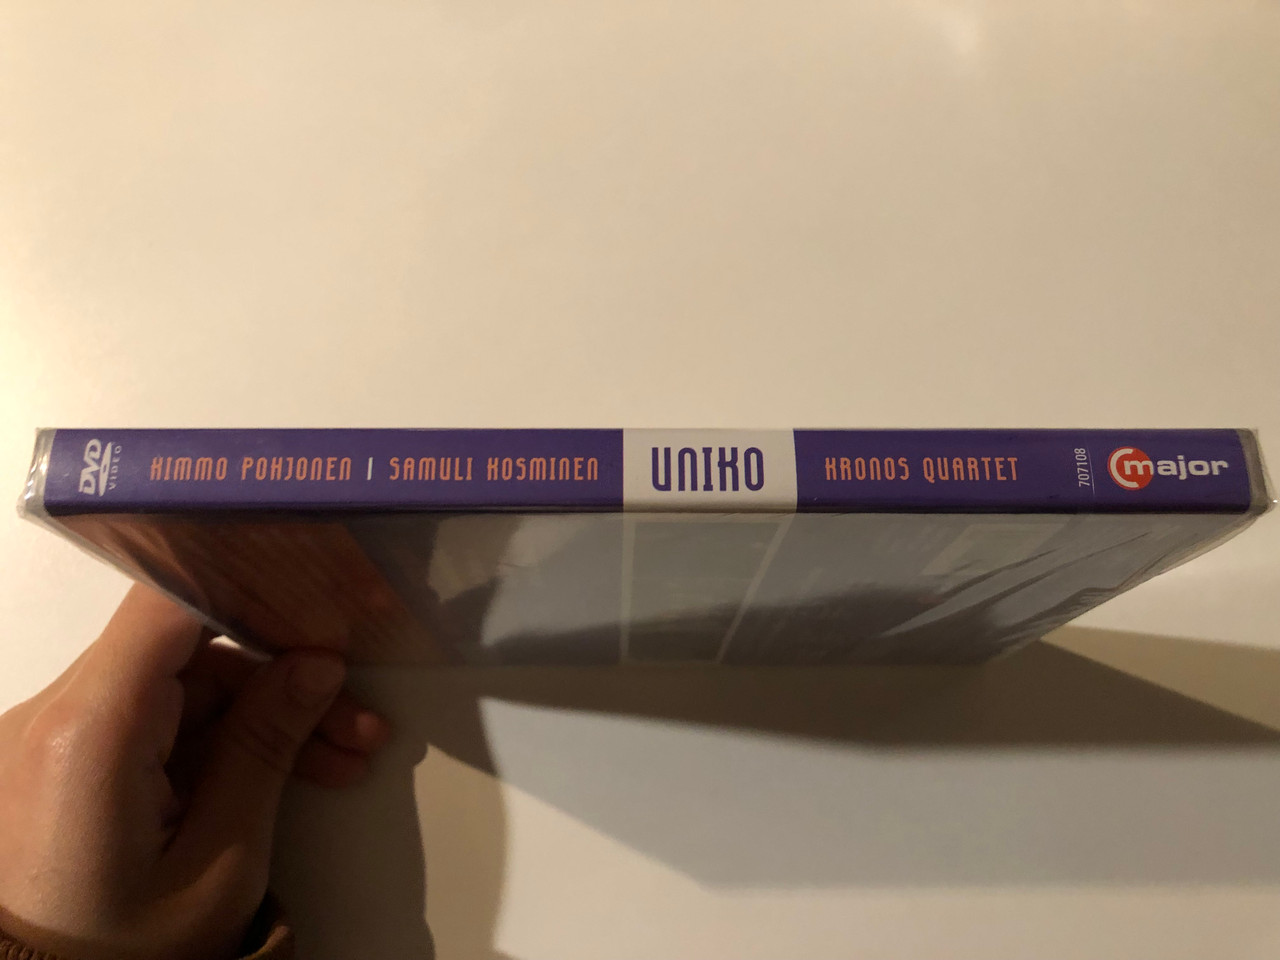 DVD VIDEO
KIMMO POHJONEN | SAMULI KOSMINEN
UNIKO
KRONOS QUARTET
707108
C major